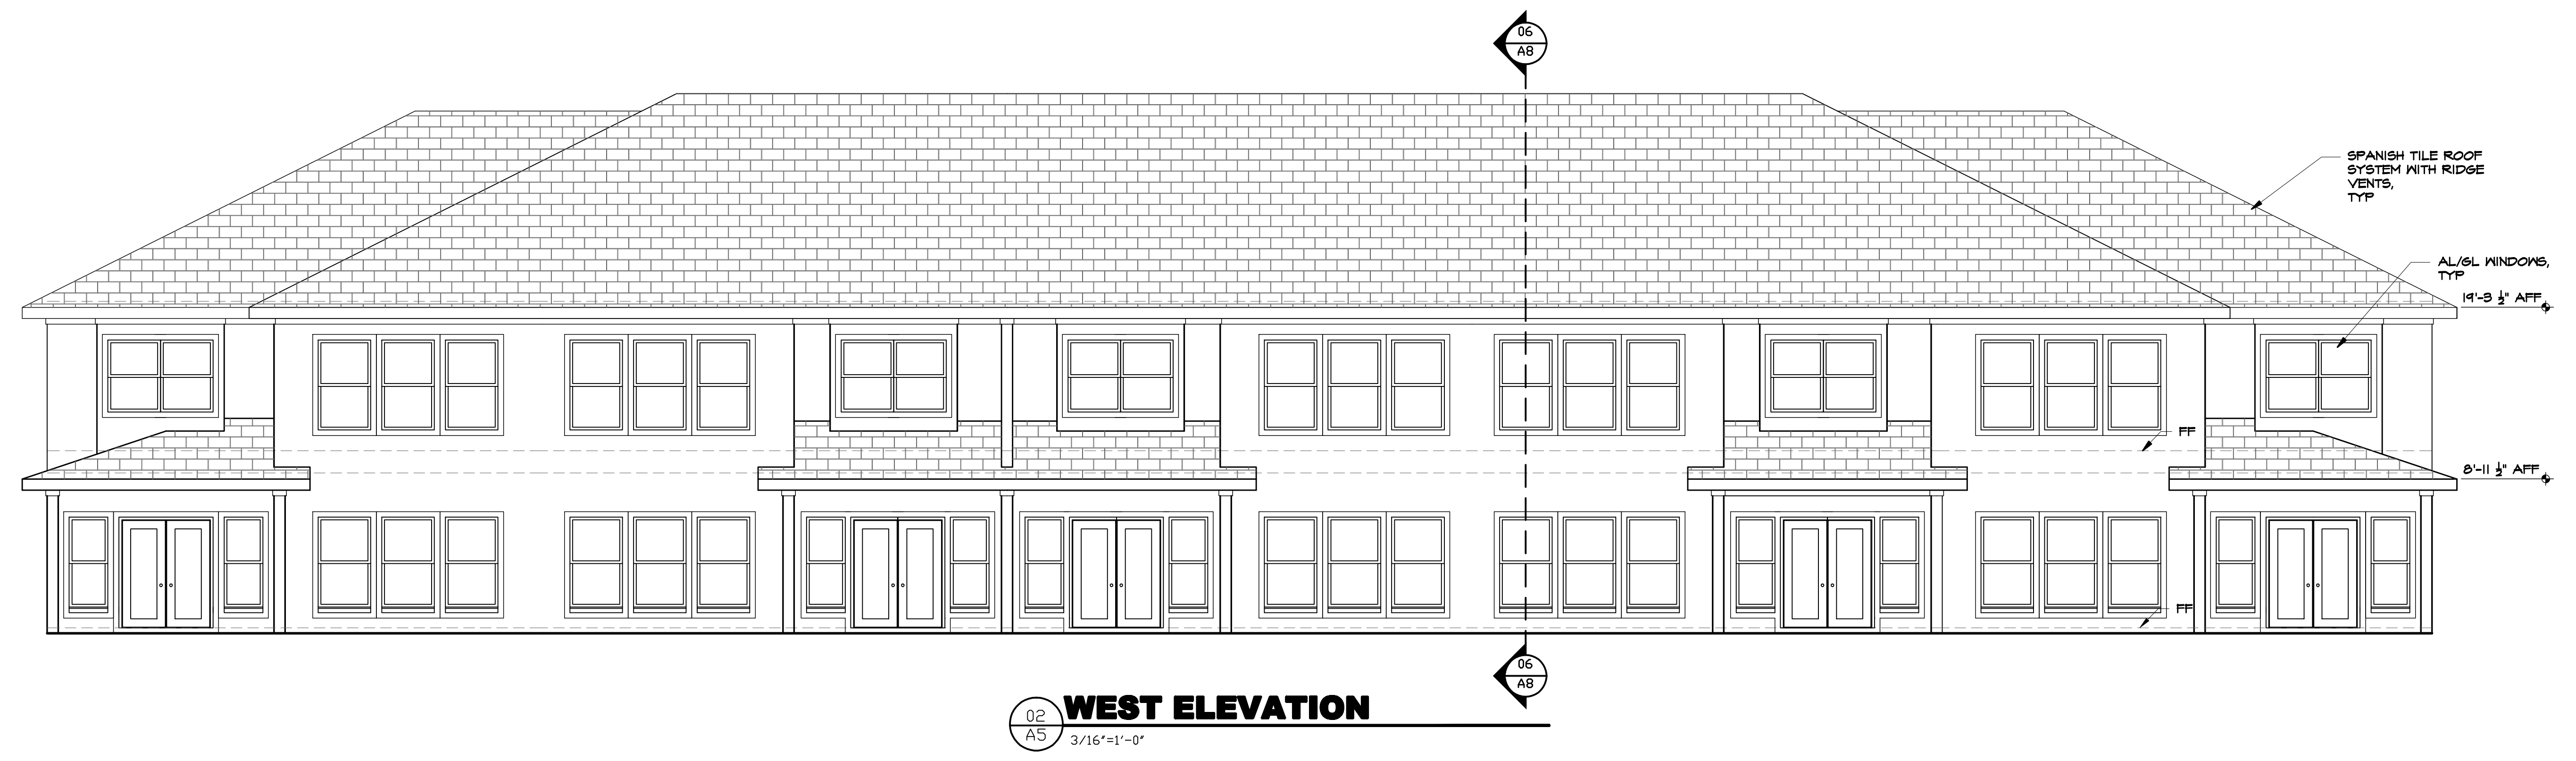 06
A8
SPANISH TILE ROOF
SYSTEM WITH RIDGE
VENTS,
TYP
AL/GL WINDOWS,
TYP
19'-3 1/2" AFF
FF
8'-11 1/2" AFF
FF
06
A8
02
A5
WEST ELEVATION
3/16"=1'-0"